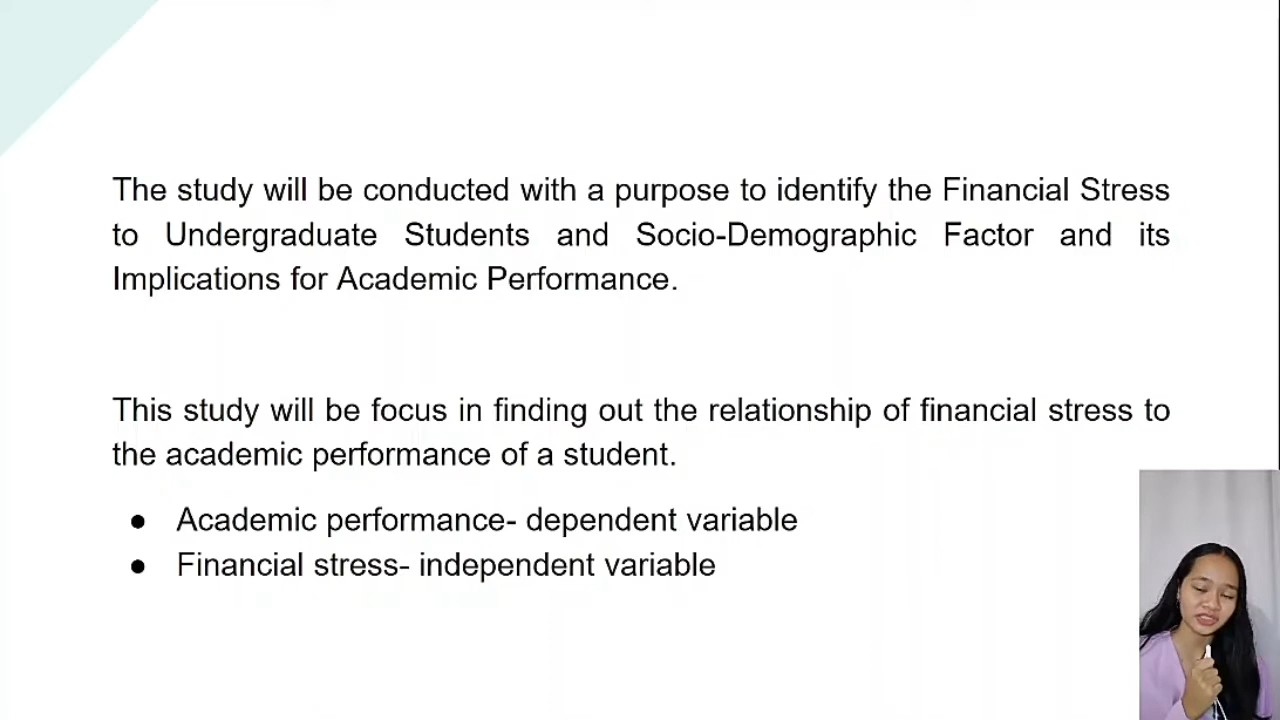 The study will be conducted with a purpose to identify the Financial Stress
to Undergraduate Students and Socio-Demographic Factor and its
Implications for Academic Performance.
This study will be focus in finding out the relationship of financial stress to
the academic performance of a student.
● Academic performance- dependent variable
● Financial stress- independent variable